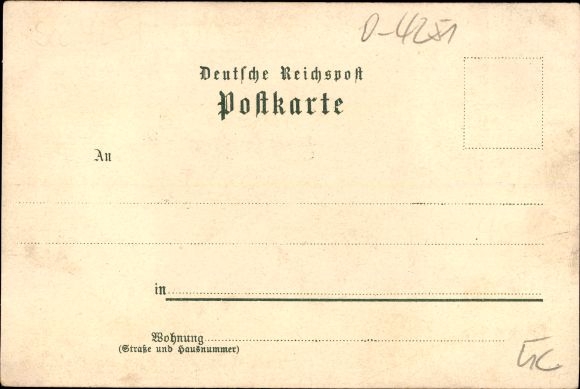 D-4251
Deutsche Reichspost
Postkarte
An
in
Wohnung
(Straße und Hausnummer)